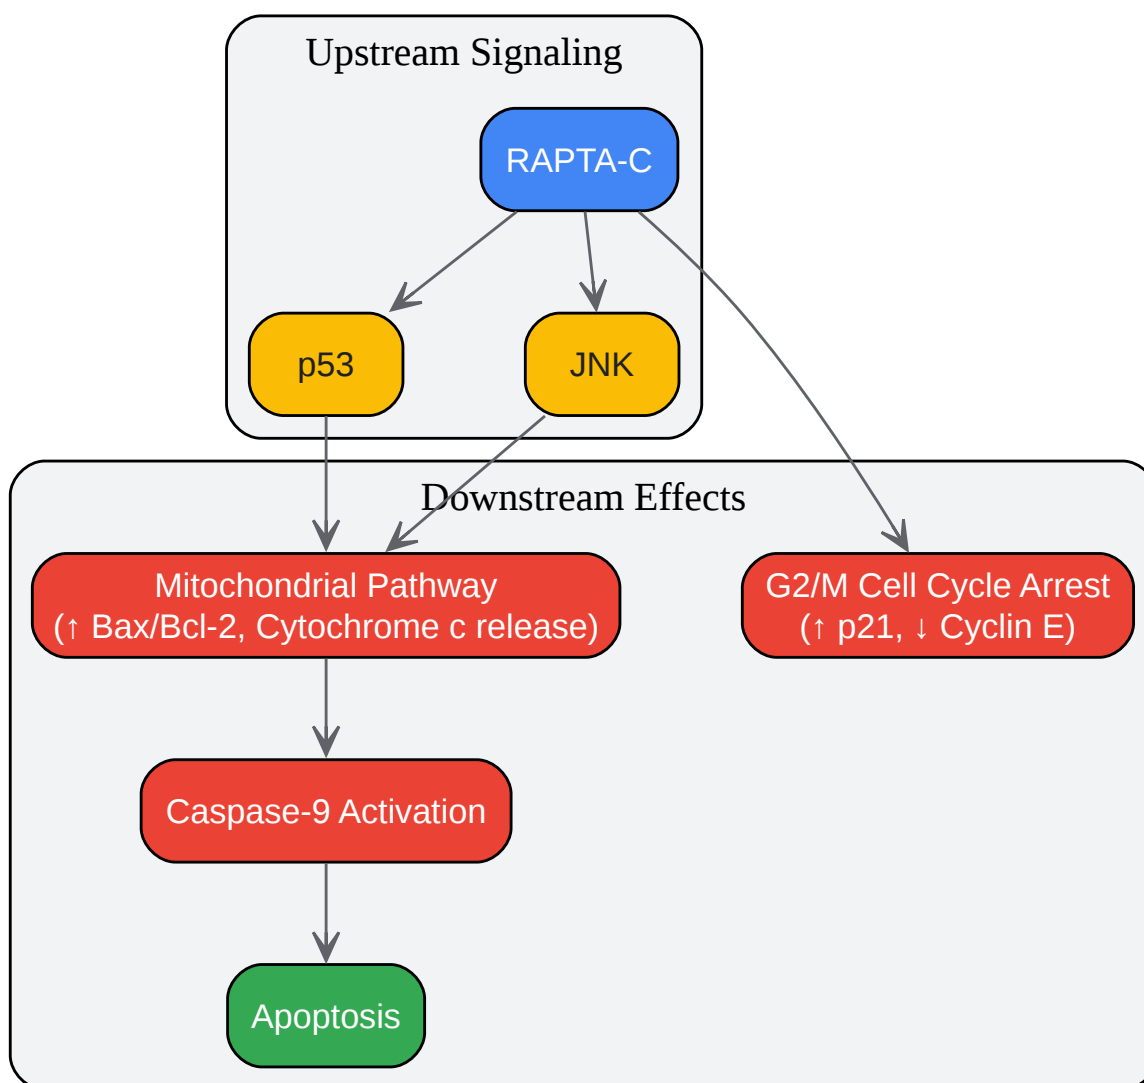 Upstream Signaling
RAPTA-C
p53
JNK
Downstream Effects
Mitochondrial Pathway
(↑ Bax/Bcl-2, Cytochrome c release)
G2/M Cell Cycle Arrest
(↑ p21, ↓ Cyclin E)
Caspase-9 Activation
Apoptosis